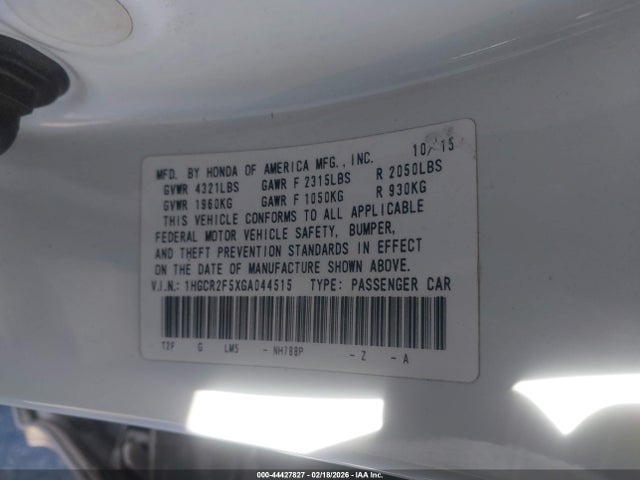 10/15
MFD. BY HONDA OF AMERICA MFG., INC.
GVWR 4321LBS GAWR F 2315LBS R 2050LBS
GVWR 1960KG GAWR F 1050KG R 930KG
THIS VEHICLE CONFORMS TO ALL APPLICABLE
FEDERAL MOTOR VEHICLE SAFETY, BUMPER,
AND THEFT PREVENTION STANDARDS IN EFFECT
ON THE DATE OF MANUFACTURE SHOWN ABOVE.
V.I.N.: 1HGCR2F5XGA044515 TYPE: PASSENGER CAR
T2F G LM5 - NH788P - Z - A
000-44427827 - 02/18/2026 - IAA Inc.